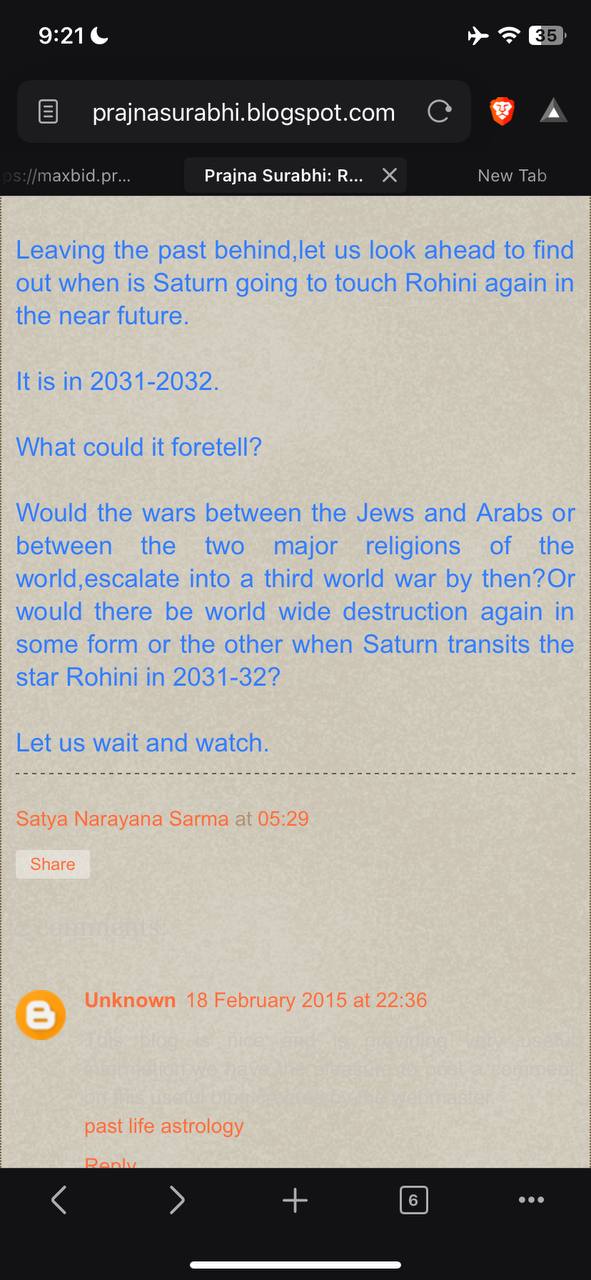 9:21
35
prajnasurabhi.blogspot.com
ps://maxbid.pr...
Prajna Surabhi: R...
New Tab
Leaving the past behind,let us look ahead to find
out when is Saturn going to touch Rohini again in
the near future.
It is in 2031-2032.
What could it foretell?
Would the wars between the Jews and Arabs or
between the two major religions of the
world,escalate into a third world war by then?Or
would there be world wide destruction again in
some form or the other when Saturn transits the
star Rohini in 2031-32?
Let us wait and watch.
Satya Narayana Sarma at 05:29
Share
comments:
Unknown 18 February 2015 at 22:36
This blog is nice and is providing very useful
information.we have the pleasure to post a comment
on this useful blog
past life astrology
Reply
6